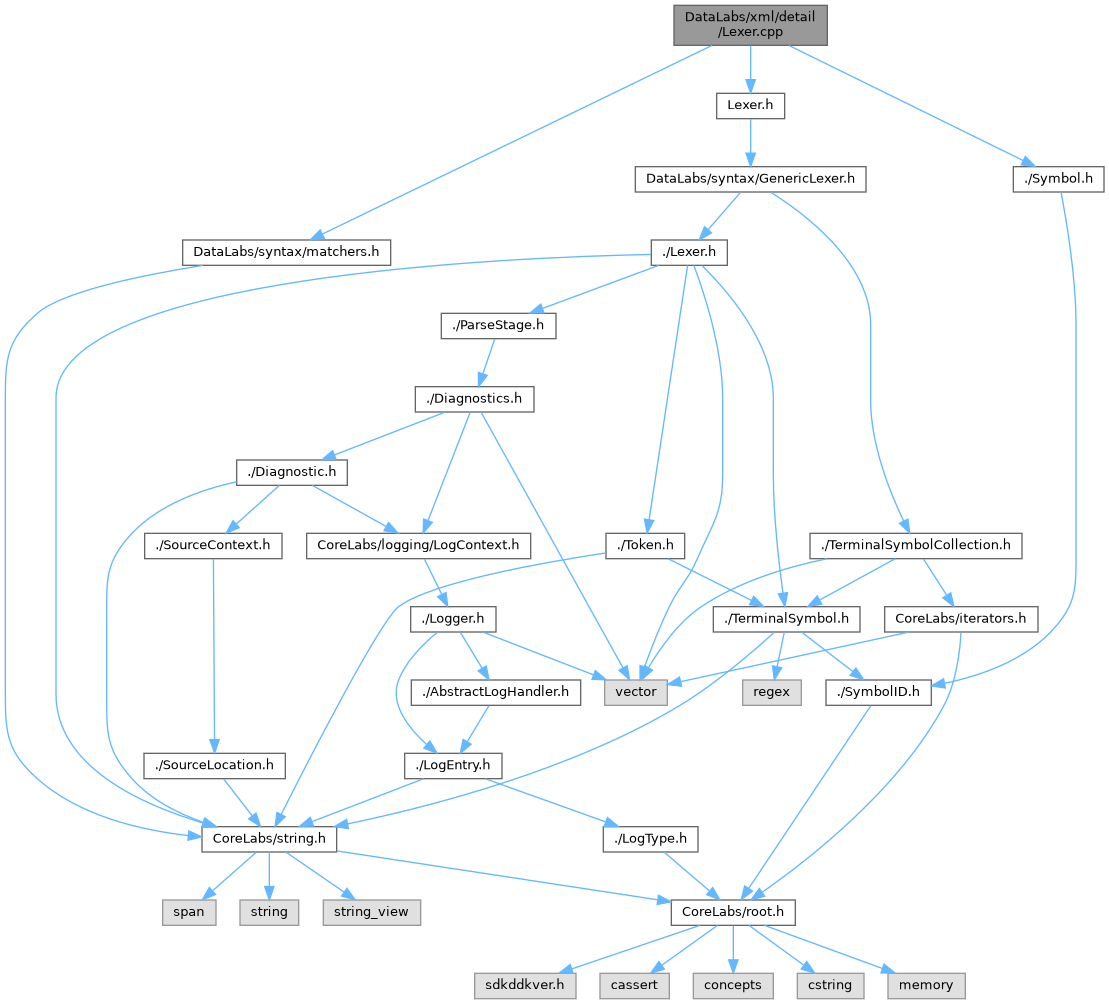 DataLabs/xml/detail
/Lexer.cpp
Lexer.h
DataLabs/syntax/GenericLexer.h
./Symbol.h
DataLabs/syntax/matchers.h
./Lexer.h
./ParseStage.h
./Diagnostics.h
./Diagnostic.h
./SourceContext.h
CoreLabs/logging/LogContext.h
./Token.h
./TerminalSymbolCollection.h
./Logger.h
./TerminalSymbol.h
CoreLabs/iterators.h
./AbstractLogHandler.h
vector
regex
./SymbolID.h
./SourceLocation.h
./LogEntry.h
CoreLabs/string.h
./LogType.h
span
string
string_view
CoreLabs/root.h
sdkddkver.h
cassert
concepts
cstring
memory